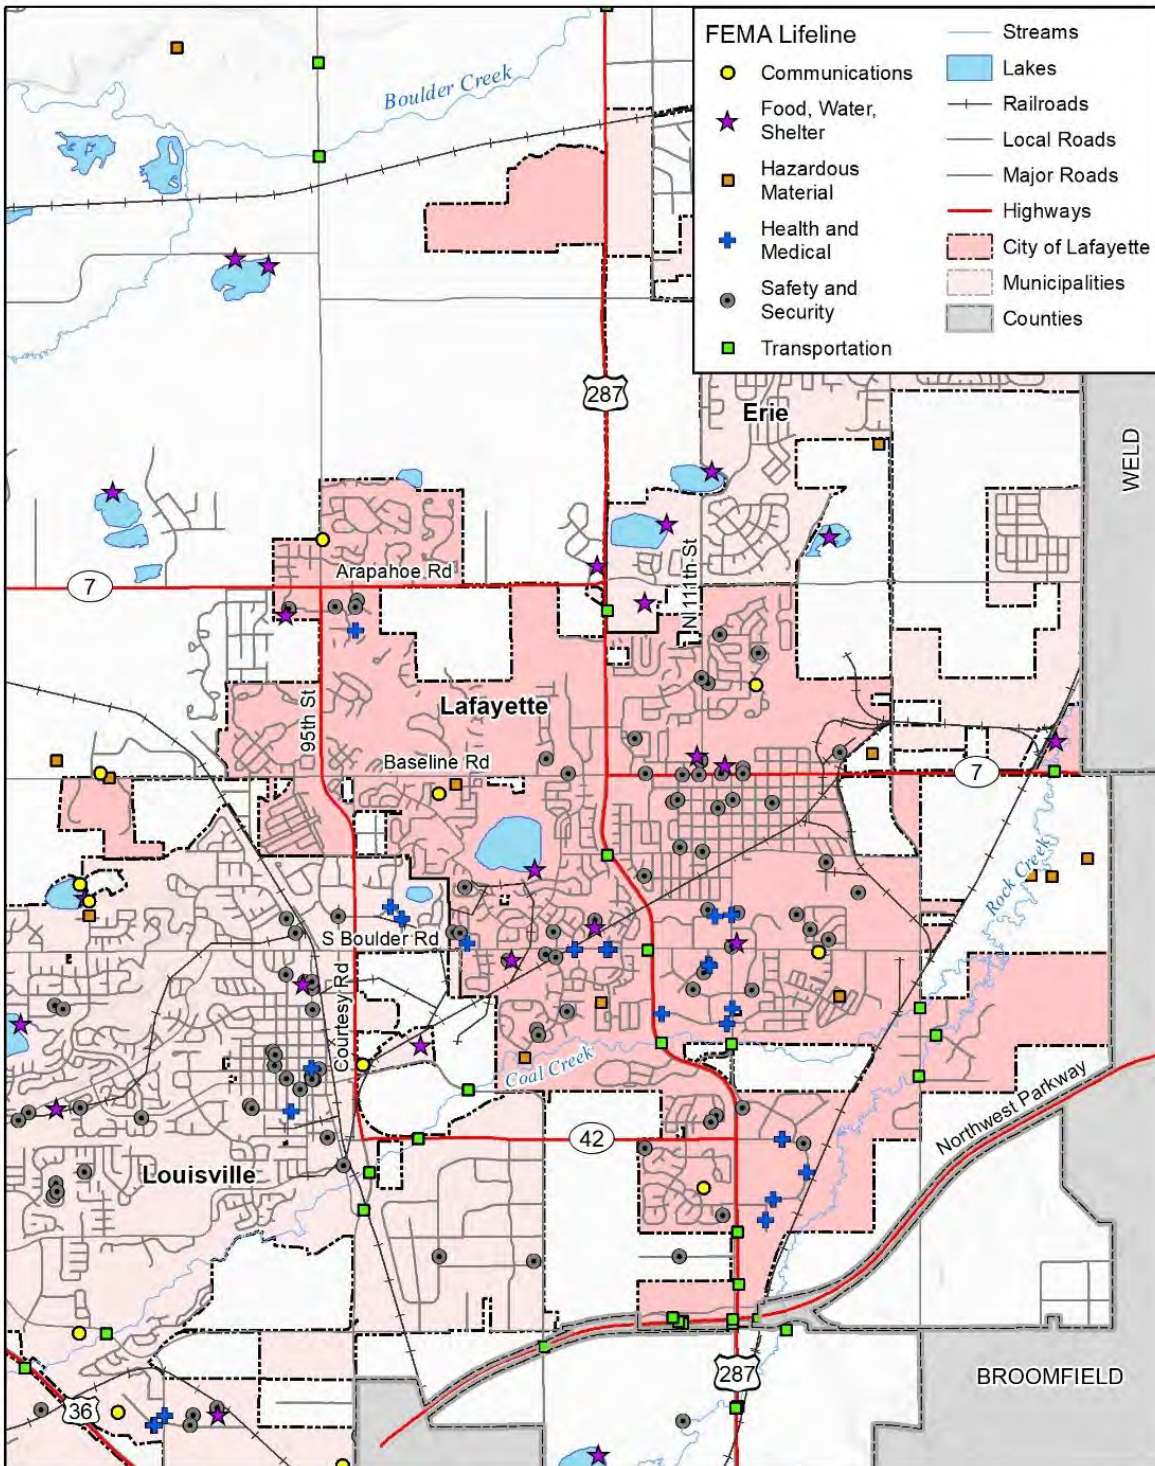 FEMA Lifeline
Communications
Food, Water,
Shelter
Hazardous
Material
Health and
Medical
Safety and
Security
Transportation
Streams
Lakes
Railroads
Local Roads
Major Roads
Highways
City of Lafayette
Municipalities
Counties
Boulder Creek
287
Erie
WELD
N 111th St
Arapahoe Rd
7
95th St
Lafayette
Baseline Rd
7
Rock Creek
S Boulder Rd
Courtesy Rd
Coal Creek
Northwest Parkway
42
Louisville
287
BROOMFIELD
36